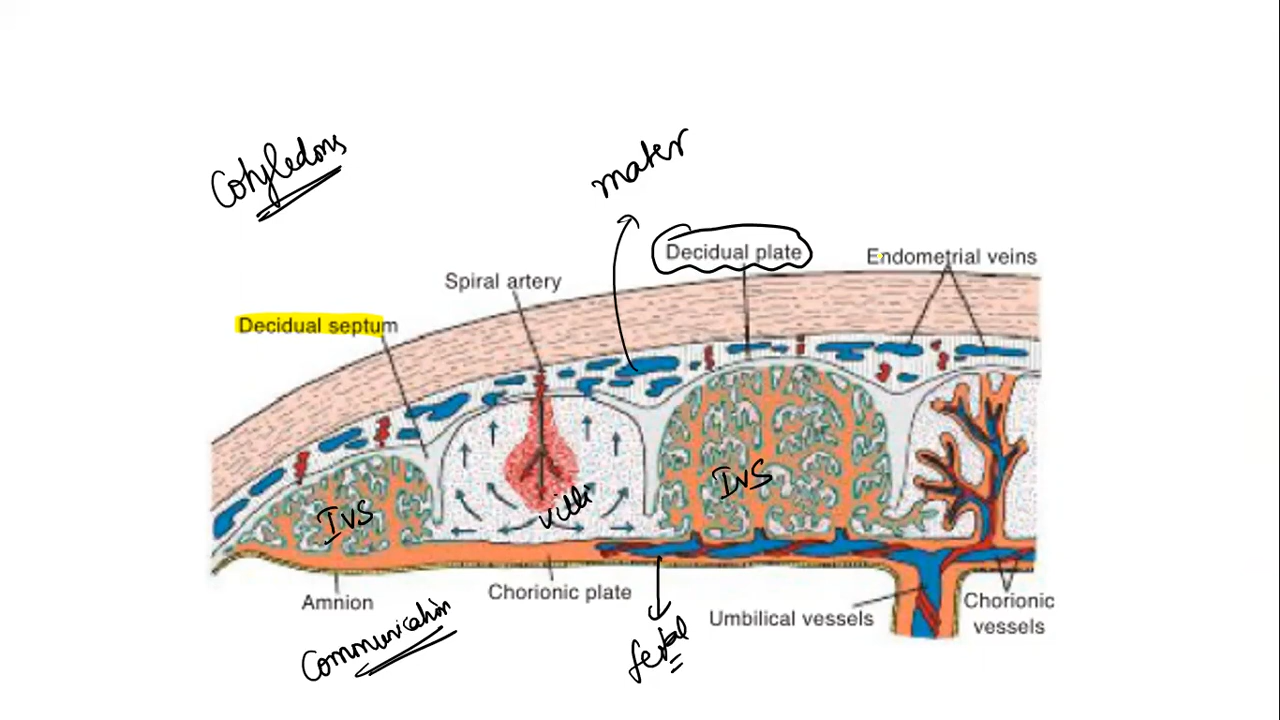 Cotyledons
mater
Decidual plate
Endometrial veins
Spiral artery
Decidual septum
IVS
IVS
villi
Amnion
Chorionic plate
Communication
fetal
Umbilical vessels
Chorionic
vessels